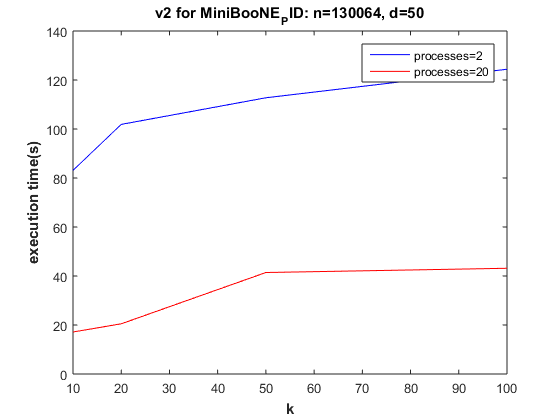 v2 for MiniBooNE_PID: n=130064, d=50
execution time(s)
140
120
100
80
60
40
20
0
processes=2
processes=20
10 20 30 40 50 60 70 80 90 100
k